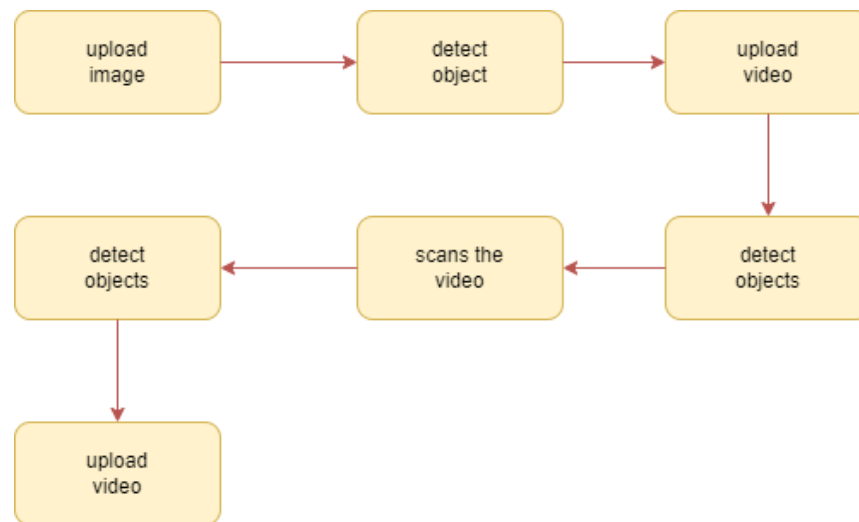 upload
image
detect
object
upload
video
detect
objects
scans the
video
detect
objects
upload
video